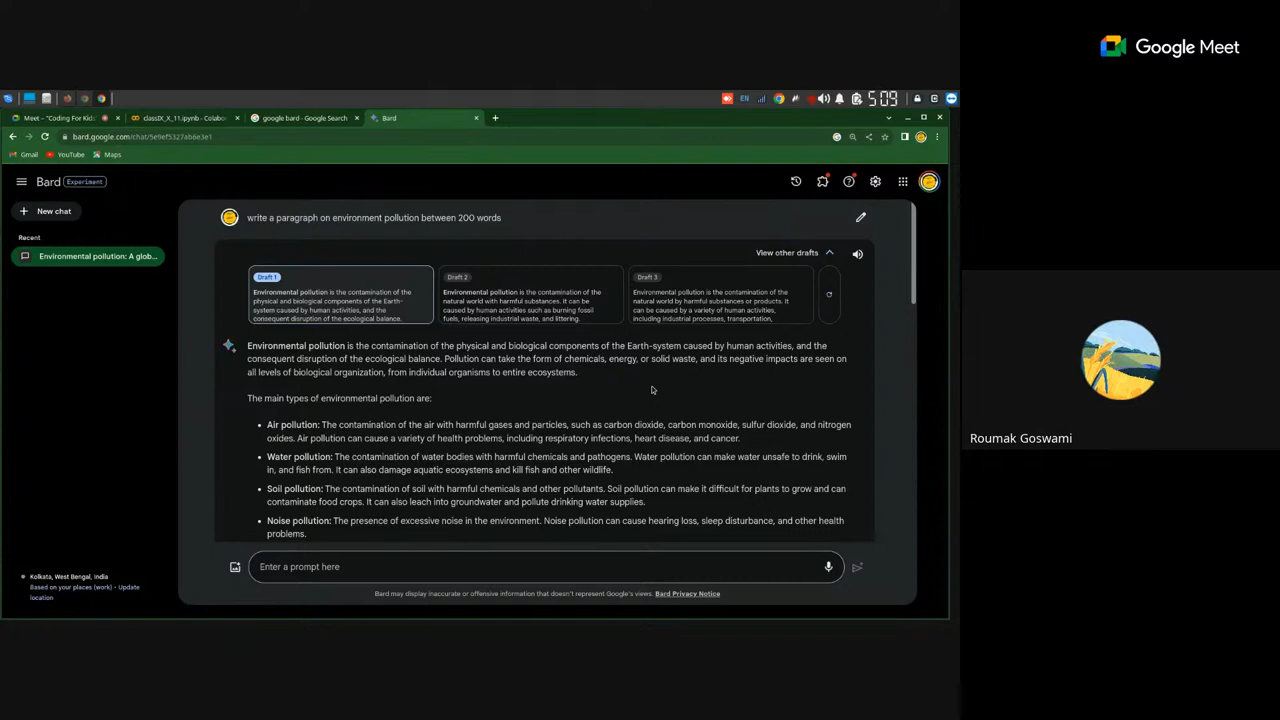 Google Meet
EN 5:09
Meet – "Coding For Kids
classIX_X_11.ipynb - Colabo
google bard - Google Search
Bard
bard.google.com/chat/5e9ef5327ab6e3e1
Gmail YouTube Maps
Bard Experiment
New chat
Recent
Environmental pollution: A glob...
write a paragraph on environment pollution between 200 words
View other drafts
Draft 1
Environmental pollution is the contamination of the
physical and biological components of the Earth-
system caused by human activities, and the
consequent disruption of the ecological balance.
Draft 2
Environmental pollution is the contamination of the
natural world with harmful substances. It can be
caused by human activities such as burning fossil
fuels, releasing industrial waste, and littering.
Draft 3
Environmental pollution is the contamination of the
natural world by harmful substances or products. It
can be caused by a variety of human activities,
including industrial processes, transportation,
Environmental pollution is the contamination of the physical and biological components of the Earth-system caused by human activities, and the
consequent disruption of the ecological balance. Pollution can take the form of chemicals, energy, or solid waste, and its negative impacts are seen on
all levels of biological organization, from individual organisms to entire ecosystems.
The main types of environmental pollution are:
• Air pollution: The contamination of the air with harmful gases and particles, such as carbon dioxide, carbon monoxide, sulfur dioxide, and nitrogen
oxides. Air pollution can cause a variety of health problems, including respiratory infections, heart disease, and cancer.
• Water pollution: The contamination of water bodies with harmful chemicals and pathogens. Water pollution can make water unsafe to drink, swim
in, and fish from. It can also damage aquatic ecosystems and kill fish and other wildlife.
• Soil pollution: The contamination of soil with harmful chemicals and other pollutants. Soil pollution can make it difficult for plants to grow and can
contaminate food crops. It can also leach into groundwater and pollute drinking water supplies.
• Noise pollution: The presence of excessive noise in the environment. Noise pollution can cause hearing loss, sleep disturbance, and other health
problems.
Enter a prompt here
Bard may display inaccurate or offensive information that doesn't represent Google's views. Bard Privacy Notice
Kolkata, West Bengal, India
Based on your places (work) • Update
location
Roumak Goswami